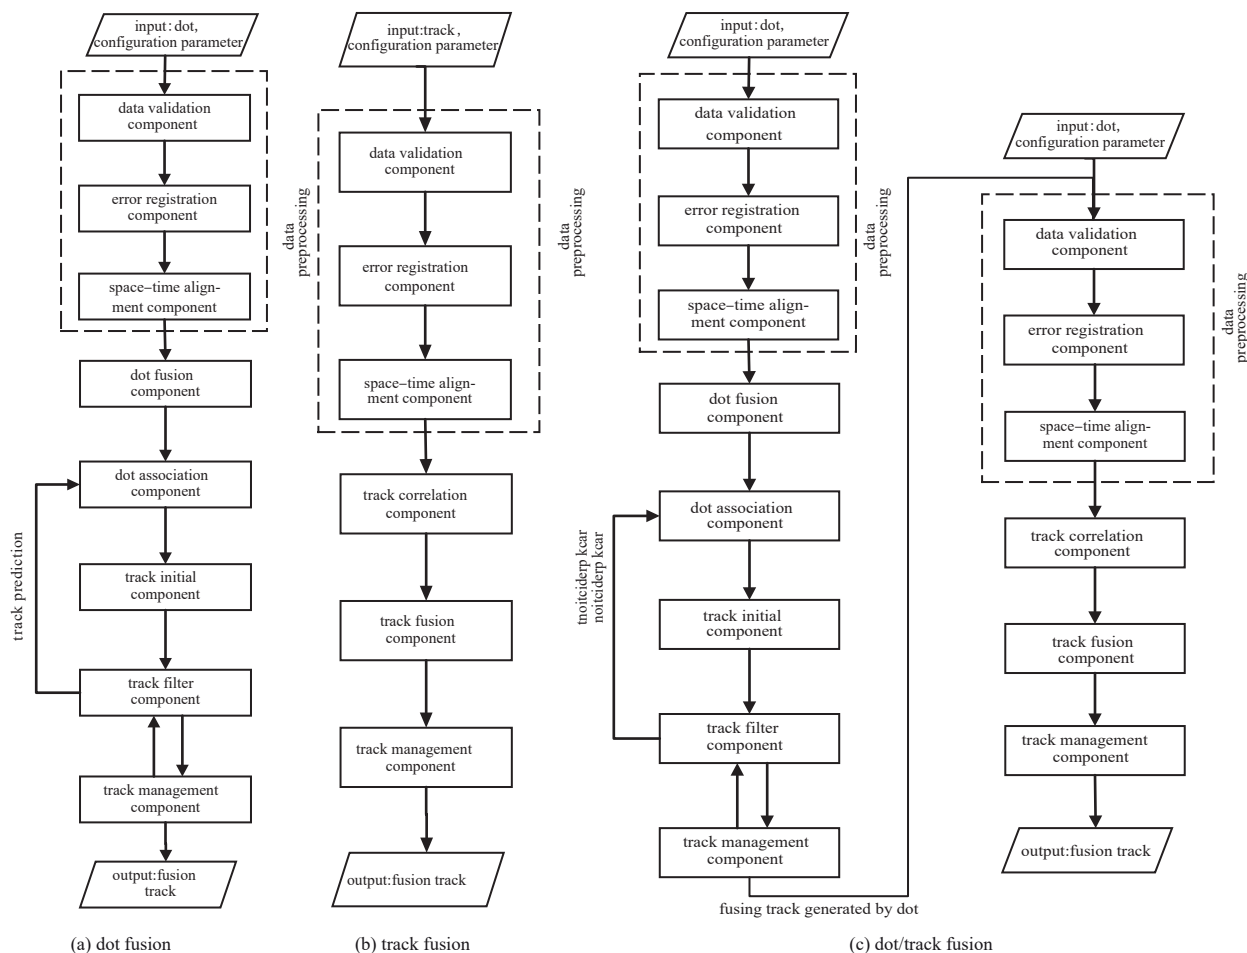 input: dot,
configuration parameter
data validation
component
error registration
component
space–time align-
ment component
data
preprocessing
dot fusion
component
dot association
component
track initial
component
track prediction
track filter
component
track management
component
output:fusion
track
(a) dot fusion
input:track,
configuration parameter
data validation
component
error registration
component
space–time align-
ment component
data
preprocessing
track correlation
component
track fusion
component
track management
component
output:fusion track
(b) track fusion
input: dot,
configuration parameter
data validation
component
error registration
component
space–time align-
ment component
data
preprocessing
dot fusion
component
dot association
component
tnoitciderp kcar
noitciderp kcar
track initial
component
track filter
component
track management
component
fusing track generated by dot
input: dot,
configuration parameter
data validation
component
error registration
component
space–time align-
ment component
data
preprocessing
track correlation
component
track fusion
component
track management
component
output:fusion track
(c) dot/track fusion